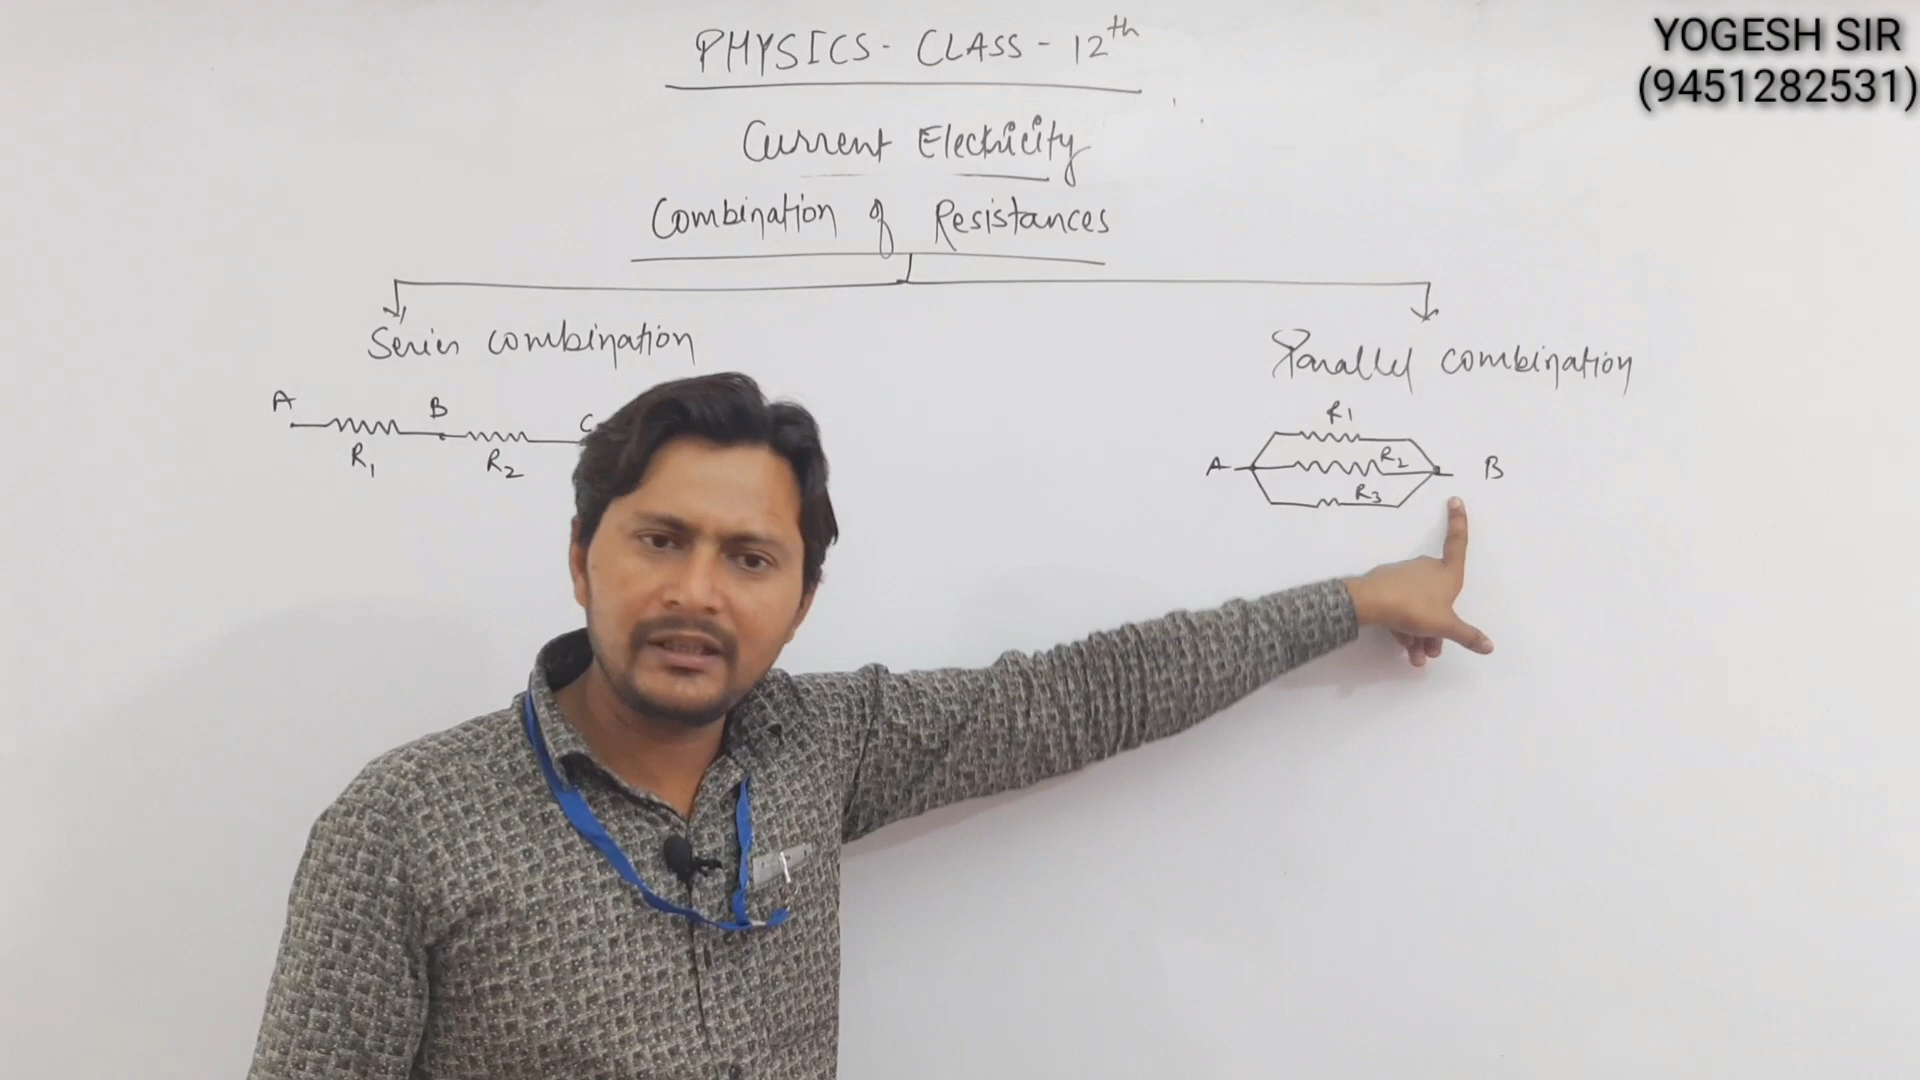 YOGESH SIR
(9451282531)
PHYSICS - CLASS - 12th
Current Electricity
Combination of Resistances
Series combination
Parallel combination
A B C
R1 R2
R1
A R2 B
R3